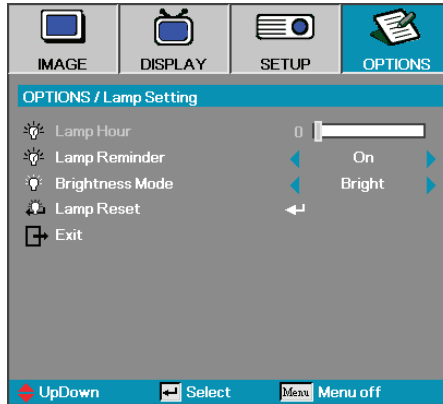 IMAGE DISPLAY SETUP OPTIONS
OPTIONS / Lamp Setting
Lamp Hour 0
Lamp Reminder On
Brightness Mode Bright
Lamp Reset
Exit
UpDown Select Menu Menu off